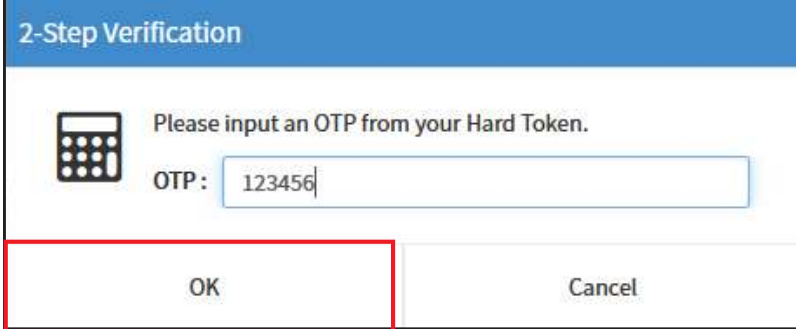 2-Step Verification
Please input an OTP from your Hard Token.
OTP : 123456
OK Cancel